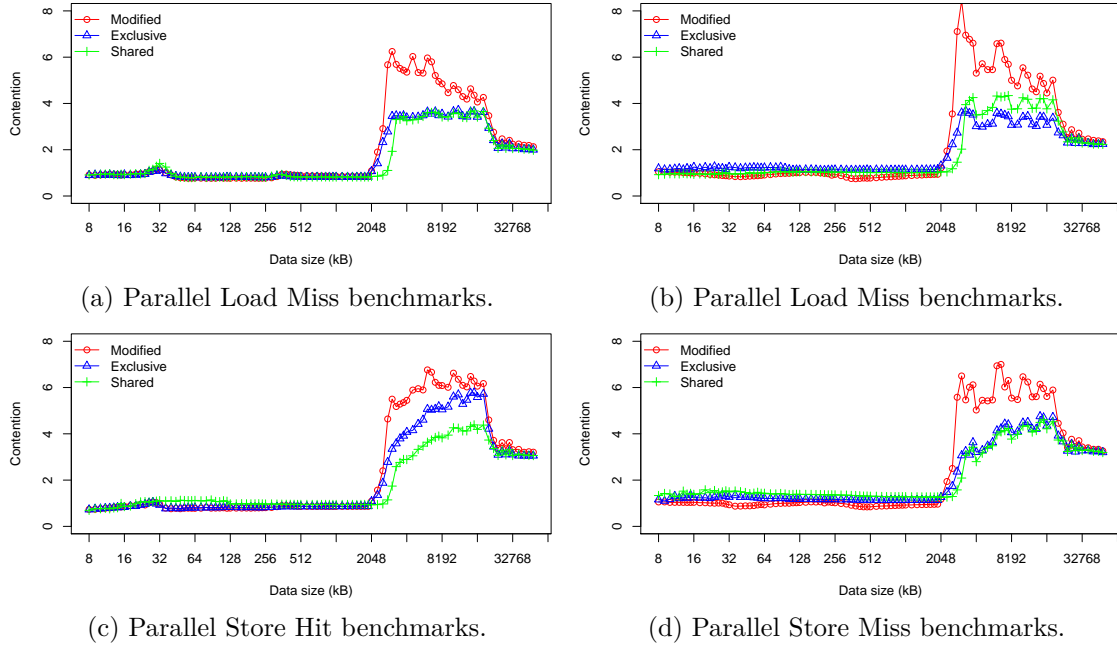 8
6
4
2
0
Contention
Modified
Exclusive
Shared
8 16 32 64 128 256 512 2048 8192 32768
Data size (kB)
(a) Parallel Load Miss benchmarks.
8
6
4
2
0
Contention
Modified
Exclusive
Shared
8 16 32 64 128 256 512 2048 8192 32768
Data size (kB)
(b) Parallel Load Miss benchmarks.
8
6
4
2
0
Contention
Modified
Exclusive
Shared
8 16 32 64 128 256 512 2048 8192 32768
Data size (kB)
(c) Parallel Store Hit benchmarks.
8
6
4
2
0
Contention
Modified
Exclusive
Shared
8 16 32 64 128 256 512 2048 8192 32768
Data size (kB)
(d) Parallel Store Miss benchmarks.